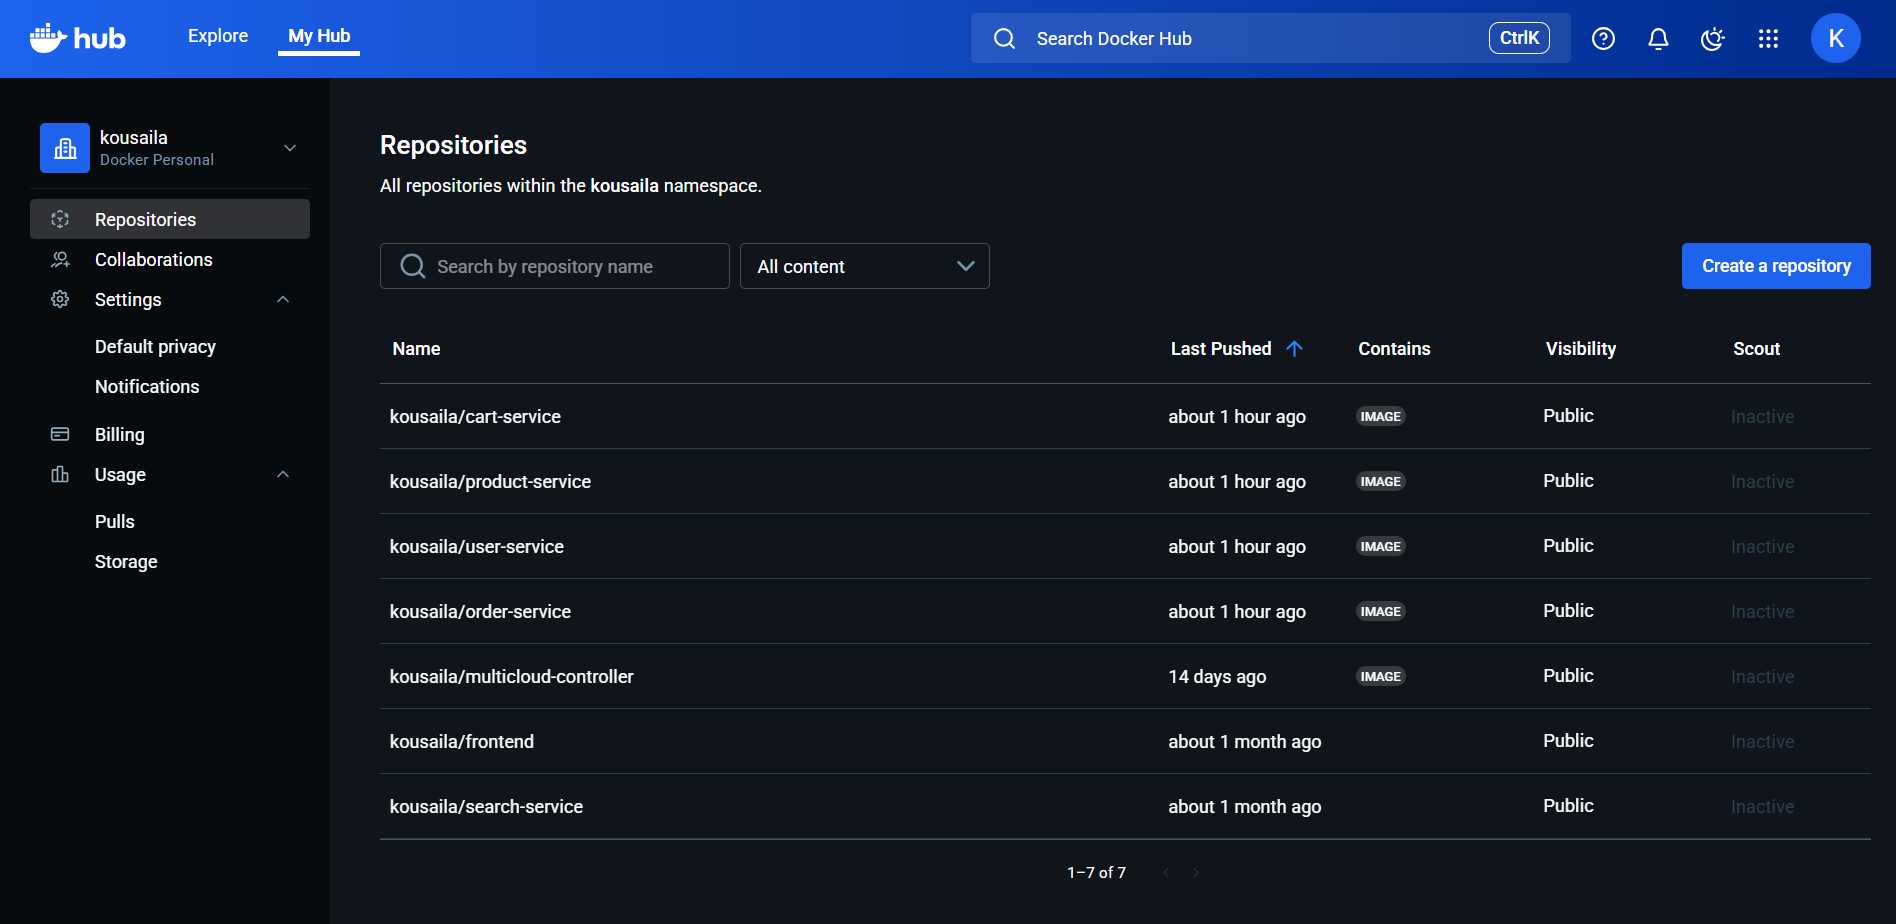 hub
Explore
My Hub
Search Docker Hub
CtrlK
K
kousaila
Docker Personal
Repositories
Collaborations
Settings
Default privacy
Notifications
Billing
Usage
Pulls
Storage
Repositories
All repositories within the kousaila namespace.
Search by repository name
All content
Create a repository
Name Last Pushed Contains Visibility Scout
kousaila/cart-service about 1 hour ago IMAGE Public Inactive
kousaila/product-service about 1 hour ago IMAGE Public Inactive
kousaila/user-service about 1 hour ago IMAGE Public Inactive
kousaila/order-service about 1 hour ago IMAGE Public Inactive
kousaila/multicloud-controller 14 days ago IMAGE Public Inactive
kousaila/frontend about 1 month ago Public Inactive
kousaila/search-service about 1 month ago Public Inactive
1–7 of 7